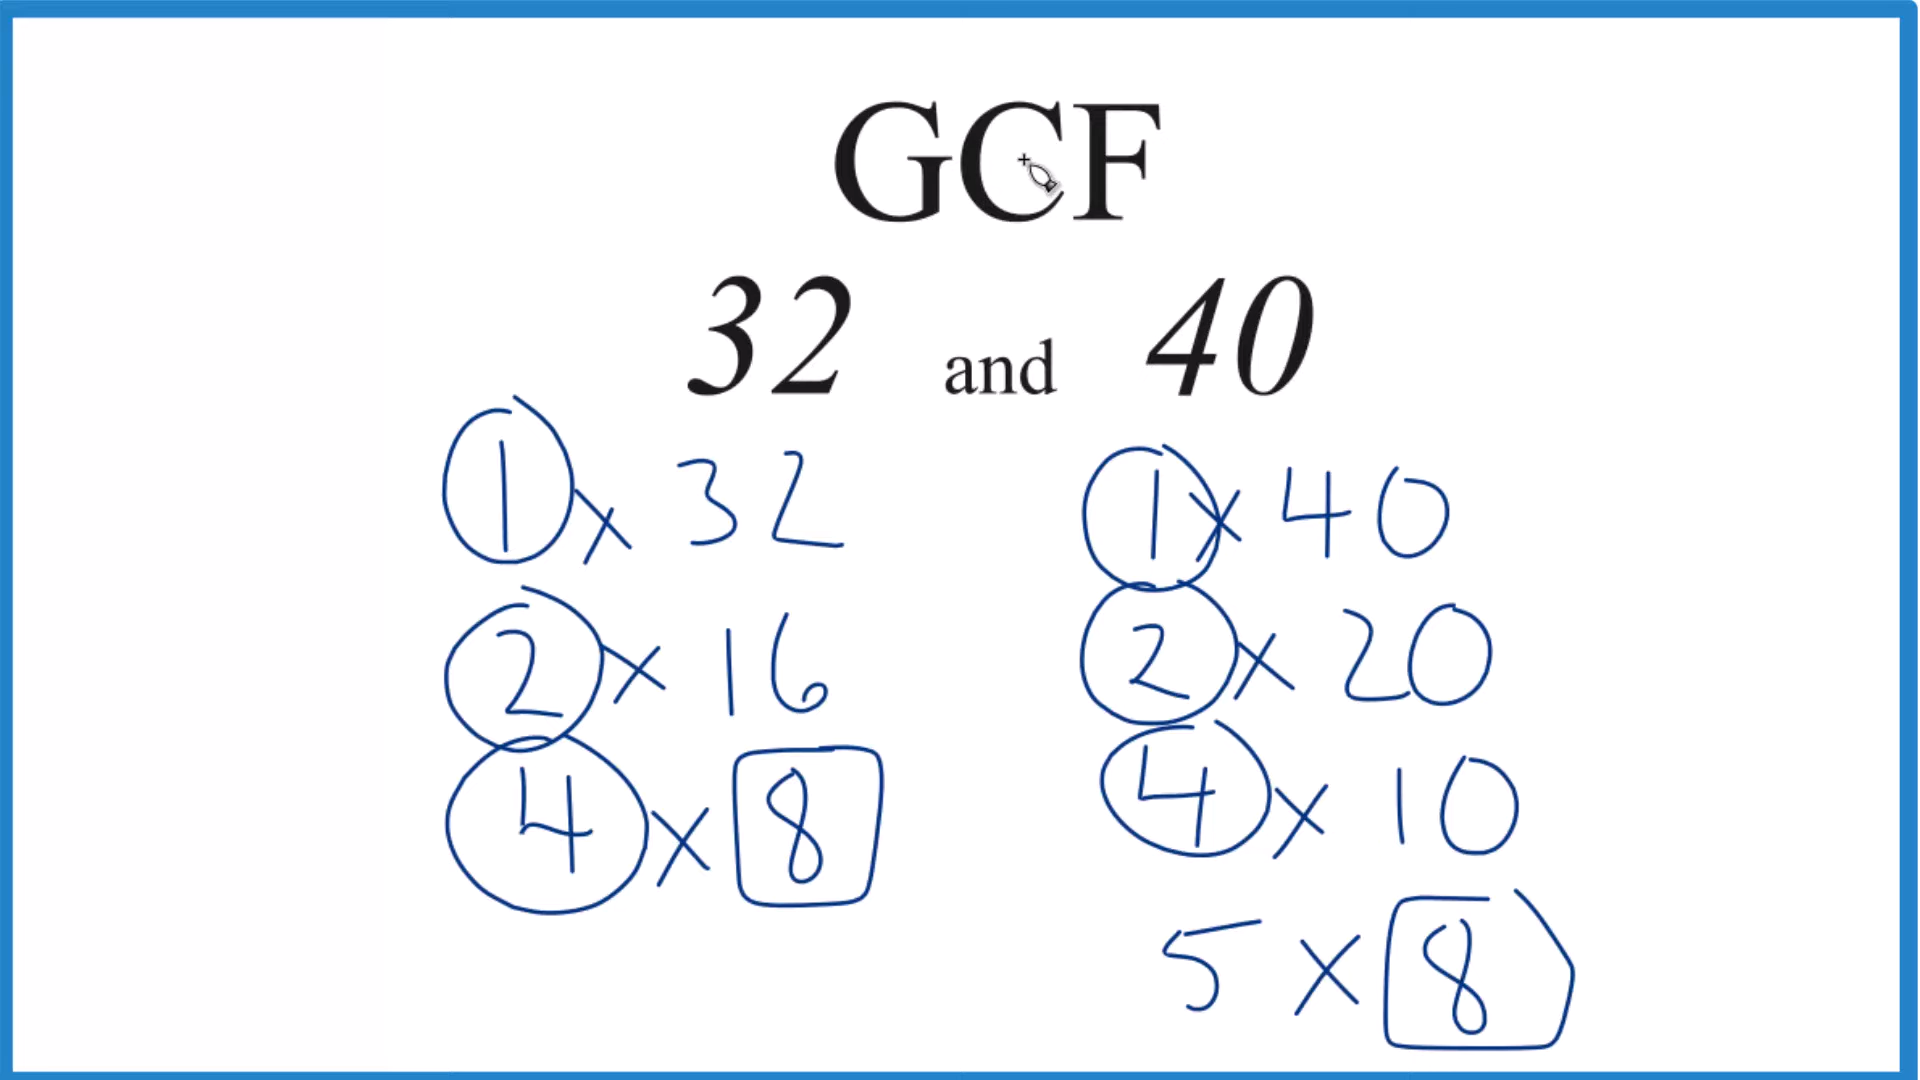 GCF
32 and 40
1 x 32
2 x 16
4 x 8
1 x 40
2 x 20
4 x 10
5 x 8